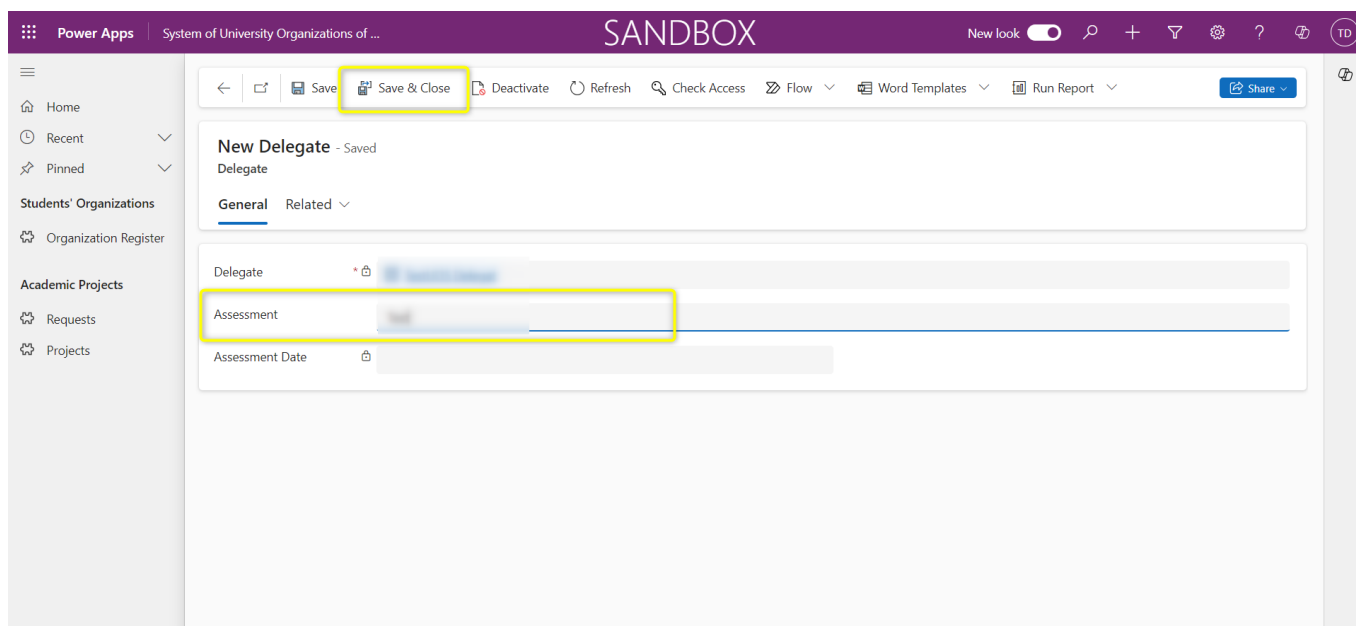 Power Apps System of University Organizations of ... SANDBOX New look TD
Save Save & Close Deactivate Refresh Check Access Flow Word Templates Run Report Share
Home
Recent
Pinned
Students' Organizations
Organization Register
Academic Projects
Requests
Projects
New Delegate - Saved
Delegate
General Related
Delegate *
Assessment
Assessment Date